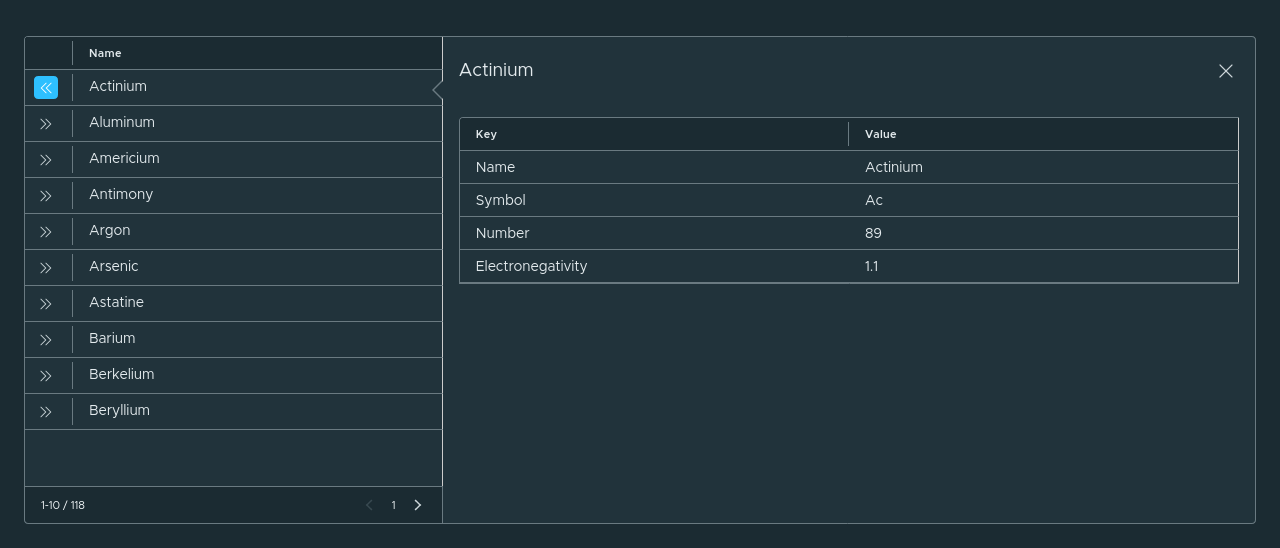 Name
Actinium
Aluminum
Americium
Antimony
Argon
Arsenic
Astatine
Barium
Berkelium
Beryllium
1-10 / 118
1
Actinium
Key Value
Name Actinium
Symbol Ac
Number 89
Electronegativity 1.1